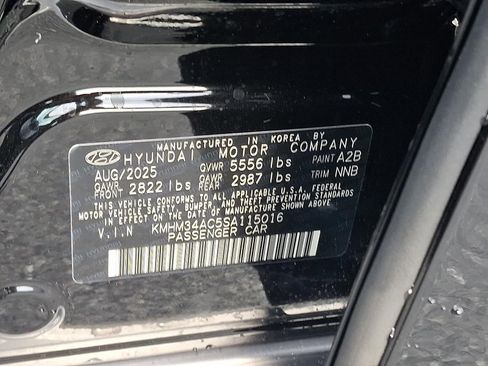 MANUFACTURED IN KOREA BY
HYUNDAI MOTOR COMPANY
AUG/2025 GVWR 5556 lbs PAINT A2B
GAWR FRONT 2822 lbs GAWR REAR 2987 lbs TRIM NNB
THIS VEHICLE CONFORMS TO ALL APPLICABLE U.S.A. FEDERAL
MOTOR VEHICLE SAFETY, BUMPER, AND THEFT PREVENTION STANDARDS
IN EFFECT ON THE DATE OF MANUFACTURE SHOWN ABOVE.
V.I.N KMHM34AC5SA115016
PASSENGER CAR